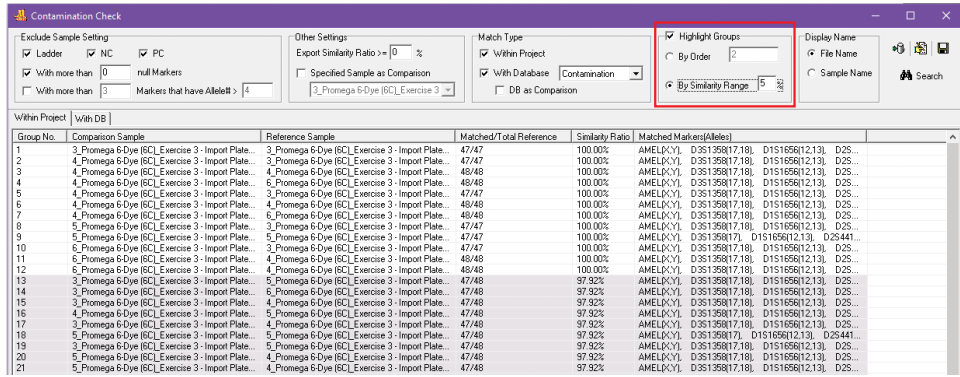 Contamination Check
Exclude Sample Setting
Ladder NC PC
With more than 0 null Markers
With more than 3 Markers that have Allele# > 4
Other Settings
Export Similarity Ratio >= 0 %
Specified Sample as Comparison
3_Promega 6-Dye (6C)_Exercise 3
Match Type
Within Project
With Database Contamination
DB as Comparison
Highlight Groups
By Order 2
By Similarity Range 5 %
Display Name
File Name
Sample Name
Search
Within Project With DB
Group No. Comparison Sample Reference Sample Matched/Total Reference Similarity Ratio Matched Markers(Alleles)
1 3_Promega 6-Dye (6C)_Exercise 3 - Import Plate... 3_Promega 6-Dye (6C)_Exercise 3 - Import Plate... 47/47 100.00% AMEL(X,Y), D3S1358(17,18), D1S1656(12,13), D2S...
2 4_Promega 6-Dye (6C)_Exercise 3 - Import Plate... 3_Promega 6-Dye (6C)_Exercise 3 - Import Plate... 47/47 100.00% AMEL(X,Y), D3S1358(17,18), D1S1656(12,13), D2S...
3 4_Promega 6-Dye (6C)_Exercise 3 - Import Plate... 4_Promega 6-Dye (6C)_Exercise 3 - Import Plate... 48/48 100.00% AMEL(X,Y), D3S1358(17,18), D1S1656(12,13), D2S...
4 4_Promega 6-Dye (6C)_Exercise 3 - Import Plate... 6_Promega 6-Dye (6C)_Exercise 3 - Import Plate... 48/48 100.00% AMEL(X,Y), D3S1358(17,18), D1S1656(12,13), D2S...
5 4_Promega 6-Dye (6C)_Exercise 3 - Import Plate... 3_Promega 6-Dye (6C)_Exercise 3 - Import Plate... 47/47 100.00% AMEL(X,Y), D3S1358(17,18), D1S1656(12,13), D2S...
6 4_Promega 6-Dye (6C)_Exercise 3 - Import Plate... 4_Promega 6-Dye (6C)_Exercise 3 - Import Plate... 48/48 100.00% AMEL(X,Y), D3S1358(17,18), D1S1656(12,13), D2S...
7 4_Promega 6-Dye (6C)_Exercise 3 - Import Plate... 6_Promega 6-Dye (6C)_Exercise 3 - Import Plate... 48/48 100.00% AMEL(X,Y), D3S1358(17,18), D1S1656(12,13), D2S...
8 5_Promega 6-Dye (6C)_Exercise 3 - Import Plate... 3_Promega 6-Dye (6C)_Exercise 3 - Import Plate... 47/47 100.00% AMEL(X,Y), D3S1358(17,18), D1S1656(12,13), D2S...
9 5_Promega 6-Dye (6C)_Exercise 3 - Import Plate... 5_Promega 6-Dye (6C)_Exercise 3 - Import Plate... 47/47 100.00% AMEL(X,Y), D3S1358(17), D1S1656(12,13), D2S441...
10 6_Promega 6-Dye (6C)_Exercise 3 - Import Plate... 3_Promega 6-Dye (6C)_Exercise 3 - Import Plate... 47/47 100.00% AMEL(X,Y), D3S1358(17,18), D1S1656(12,13), D2S...
11 6_Promega 6-Dye (6C)_Exercise 3 - Import Plate... 4_Promega 6-Dye (6C)_Exercise 3 - Import Plate... 48/48 100.00% AMEL(X,Y), D3S1358(17,18), D1S1656(12,13), D2S...
12 6_Promega 6-Dye (6C)_Exercise 3 - Import Plate... 4_Promega 6-Dye (6C)_Exercise 3 - Import Plate... 48/48 100.00% AMEL(X,Y), D3S1358(17,18), D1S1656(12,13), D2S...
13 3_Promega 6-Dye (6C)_Exercise 3 - Import Plate... 5_Promega 6-Dye (6C)_Exercise 3 - Import Plate... 47/48 97.92% AMEL(X,Y), D3S1358(17,18), D1S1656(12,13), D2S...
14 3_Promega 6-Dye (6C)_Exercise 3 - Import Plate... 6_Promega 6-Dye (6C)_Exercise 3 - Import Plate... 47/48 97.92% AMEL(X,Y), D3S1358(17,18), D1S1656(12,13), D2S...
15 3_Promega 6-Dye (6C)_Exercise 3 - Import Plate... 4_Promega 6-Dye (6C)_Exercise 3 - Import Plate... 47/48 97.92% AMEL(X,Y), D3S1358(17,18), D1S1656(12,13), D2S...
16 4_Promega 6-Dye (6C)_Exercise 3 - Import Plate... 5_Promega 6-Dye (6C)_Exercise 3 - Import Plate... 47/48 97.92% AMEL(X,Y), D3S1358(17,18), D1S1656(12,13), D2S...
17 3_Promega 6-Dye (6C)_Exercise 3 - Import Plate... 4_Promega 6-Dye (6C)_Exercise 3 - Import Plate... 47/48 97.92% AMEL(X,Y), D3S1358(17,18), D1S1656(12,13), D2S...
18 5_Promega 6-Dye (6C)_Exercise 3 - Import Plate... 5_Promega 6-Dye (6C)_Exercise 3 - Import Plate... 47/48 97.92% AMEL(X,Y), D3S1358(17), D1S1656(12,13), D2S441...
19 3_Promega 6-Dye (6C)_Exercise 3 - Import Plate... 5_Promega 6-Dye (6C)_Exercise 3 - Import Plate... 47/48 97.92% AMEL(X,Y), D3S1358(17,18), D1S1656(12,13), D2S...
20 5_Promega 6-Dye (6C)_Exercise 3 - Import Plate... 4_Promega 6-Dye (6C)_Exercise 3 - Import Plate... 47/48 97.92% AMEL(X,Y), D3S1358(17,18), D1S1656(12,13), D2S...
21 5_Promega 6-Dye (6C)_Exercise 3 - Import Plate... 4_Promega 6-Dye (6C)_Exercise 3 - Import Plate... 47/48 97.92% AMEL(X,Y), D3S1358(17,18), D1S1656(12,13), D2S...